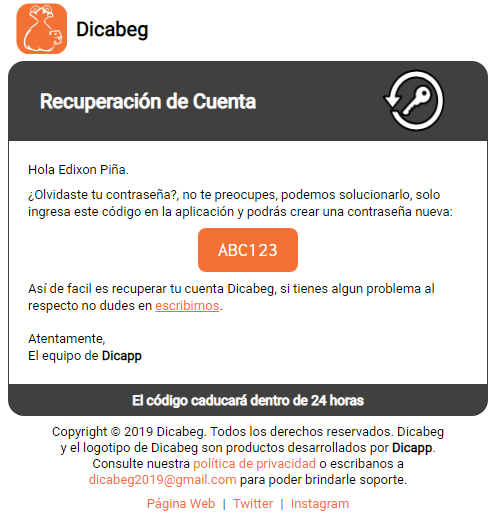 Dicabeg
Recuperación de Cuenta
Hola Edixon Piña.
¿Olvidaste tu contraseña?, no te preocupes, podemos solucionarlo, solo
ingresa este código en la aplicación y podrás crear una contraseña nueva:
ABC123
Así de facil es recuperar tu cuenta Dicabeg, si tienes algun problema al
respecto no dudes en escribirnos.
Atentamente,
El equipo de Dicapp
El código caducará dentro de 24 horas
Copyright © 2019 Dicabeg. Todos los derechos reservados. Dicabeg
y el logotipo de Dicabeg son productos desarrollados por Dicapp.
Consulte nuestra política de privacidad o escribanos a
dicabeg2019@gmail.com para poder brindarle soporte.
Página Web | Twitter | Instagram